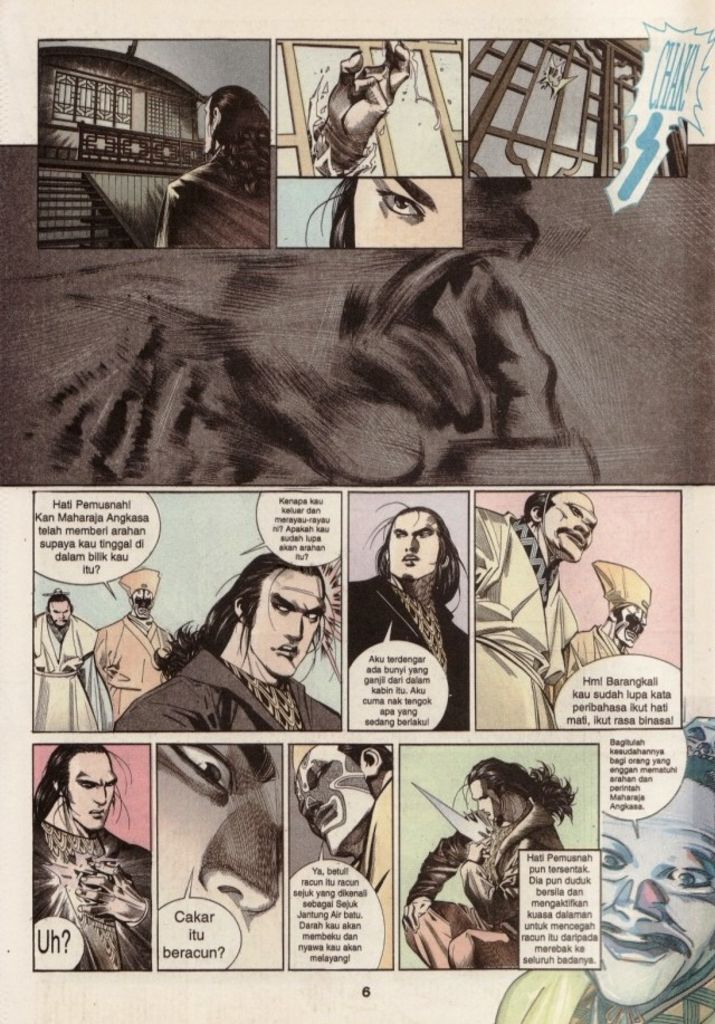 CHAK!
Hati Pemusnah!
Kan Maharaja Angkasa
telah memberi arahan
supaya kau tinggal di
dalam bilik kau
itu?
Kenapa kau
keluar dan
merayau-rayau
ni? Apakah kau
sudah lupa
akan arahan
itu?
Aku terdengar
ada bunyi yang
ganjil dari dalam
kabin itu. Aku
cuma nak tengok
apa yang
sedang berlaku!
Hm! Barangkali
kau sudah lupa kata
peribahasa ikut hati
mati, ikut rasa binasa!
Uh?
Cakar
itu
beracun?
Ya, betul!
racun itu racun
sejuk yang dikenali
sebagai Sejuk
Jantung Air batu.
Darah kau akan
membeku dan
nyawa kau akan
melayang!
Hati Pemusnah
pun tersentak.
Dia pun duduk
bersila dan
mengaktifkan
kuasa dalaman
untuk mencegah
racun itu daripada
merebak ke
seluruh badanya.
Bagitulah
kesudahannya
bagi orang yang
enggan mematuhi
arahan dan
perintah
Maharaja
Angkasa.
6